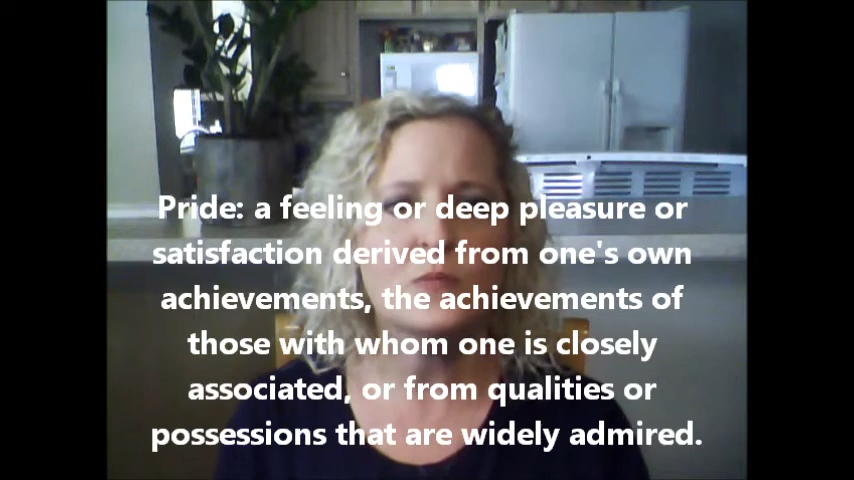 Pride: a feeling or deep pleasure or
satisfaction derived from one's own
achievements, the achievements of
those with whom one is closely
associated, or from qualities or
possessions that are widely admired.